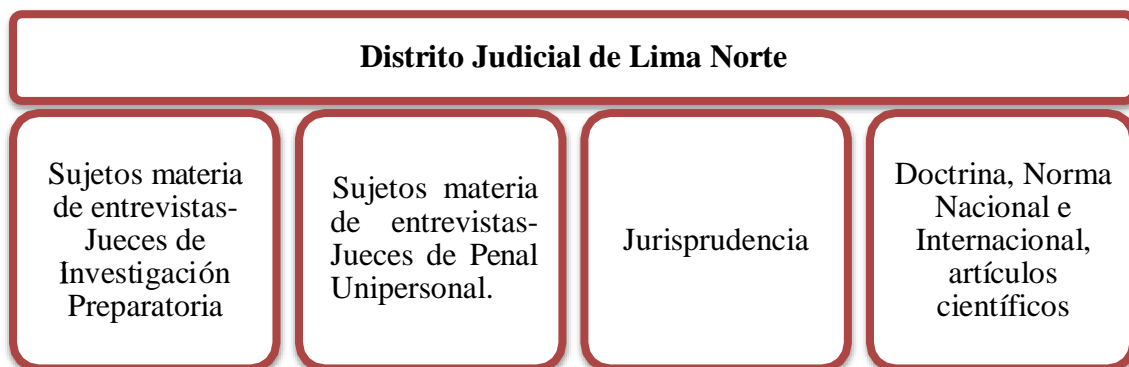 Distrito Judicial de Lima Norte
Sujetos materia
de entrevistas-
Jueces de
Investigación
Preparatoria
Sujetos materia
de entrevistas-
Jueces de Penal
Unipersonal.
Jurisprudencia
Doctrina, Norma
Nacional e
Internacional,
artículos
científicos